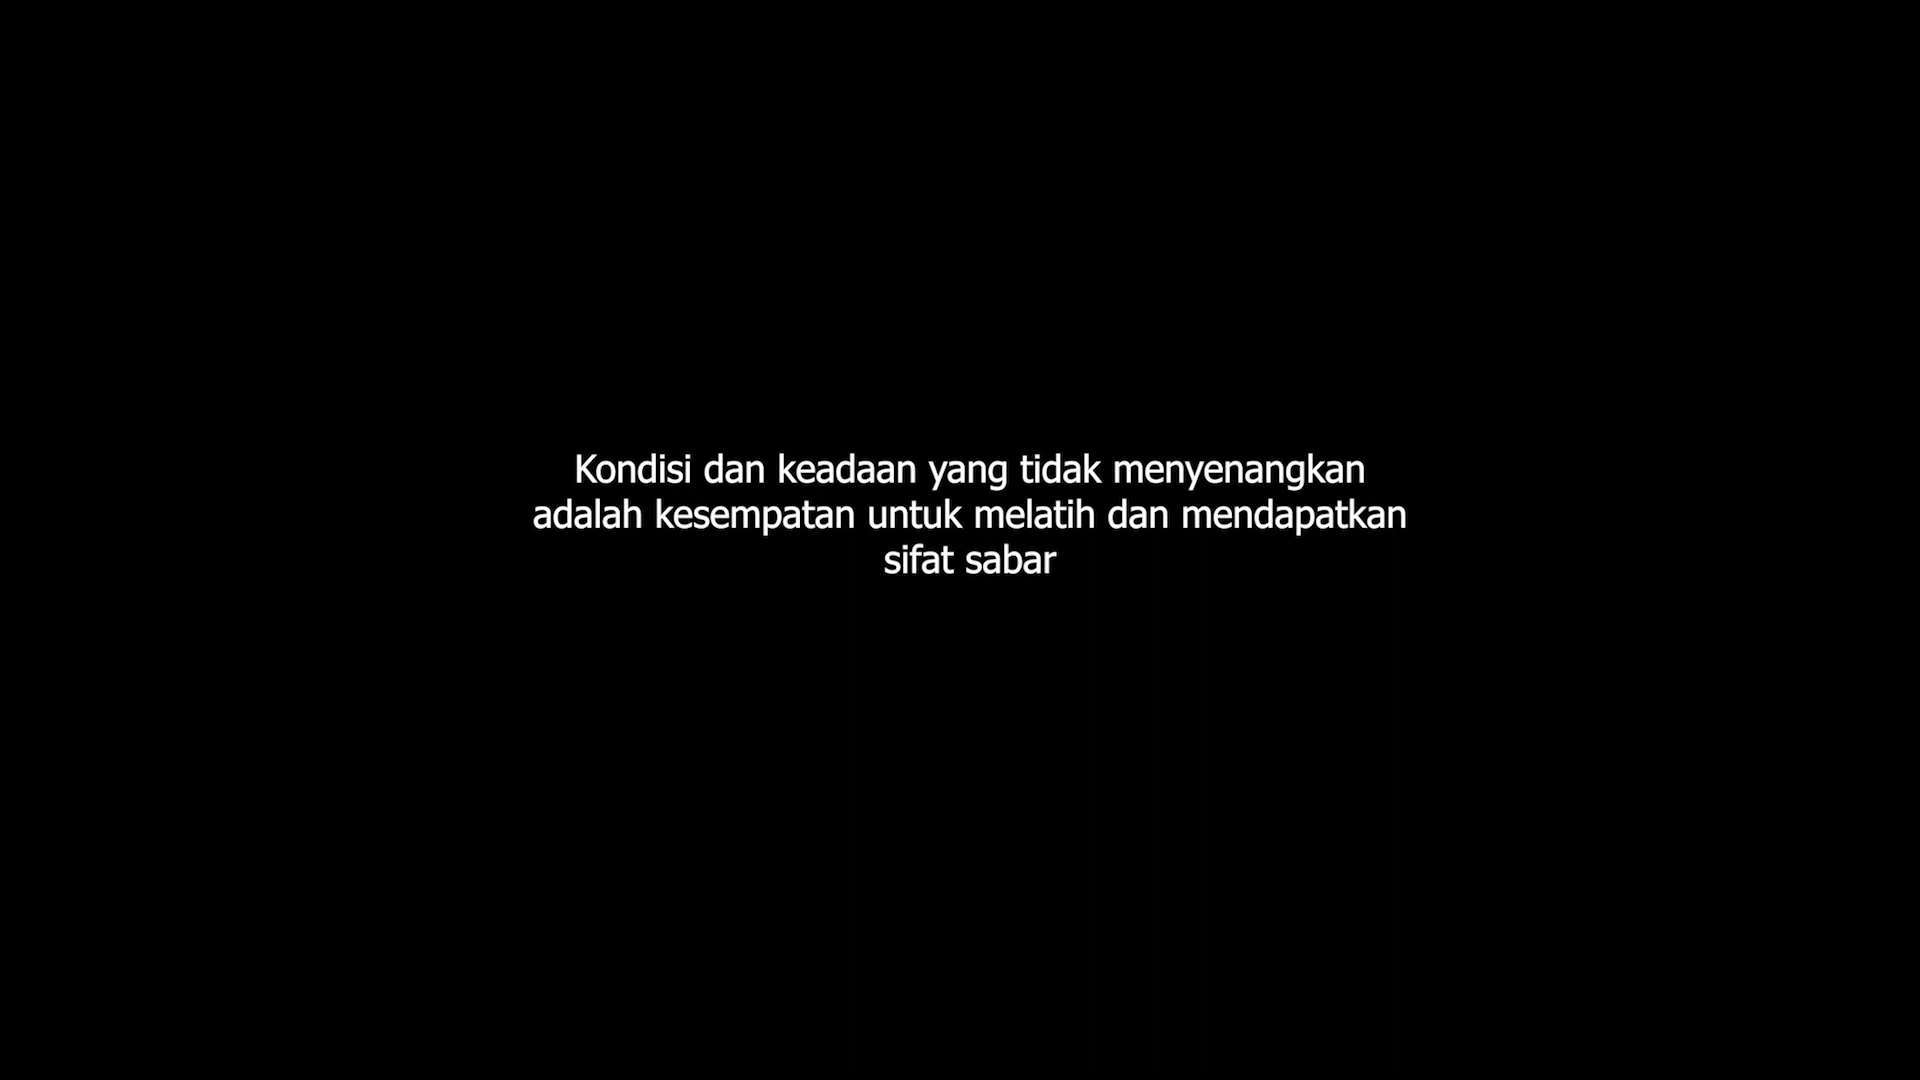 Kondisi dan keadaan yang tidak menyenangkan
adalah kesempatan untuk melatih dan mendapatkan
sifat sabar